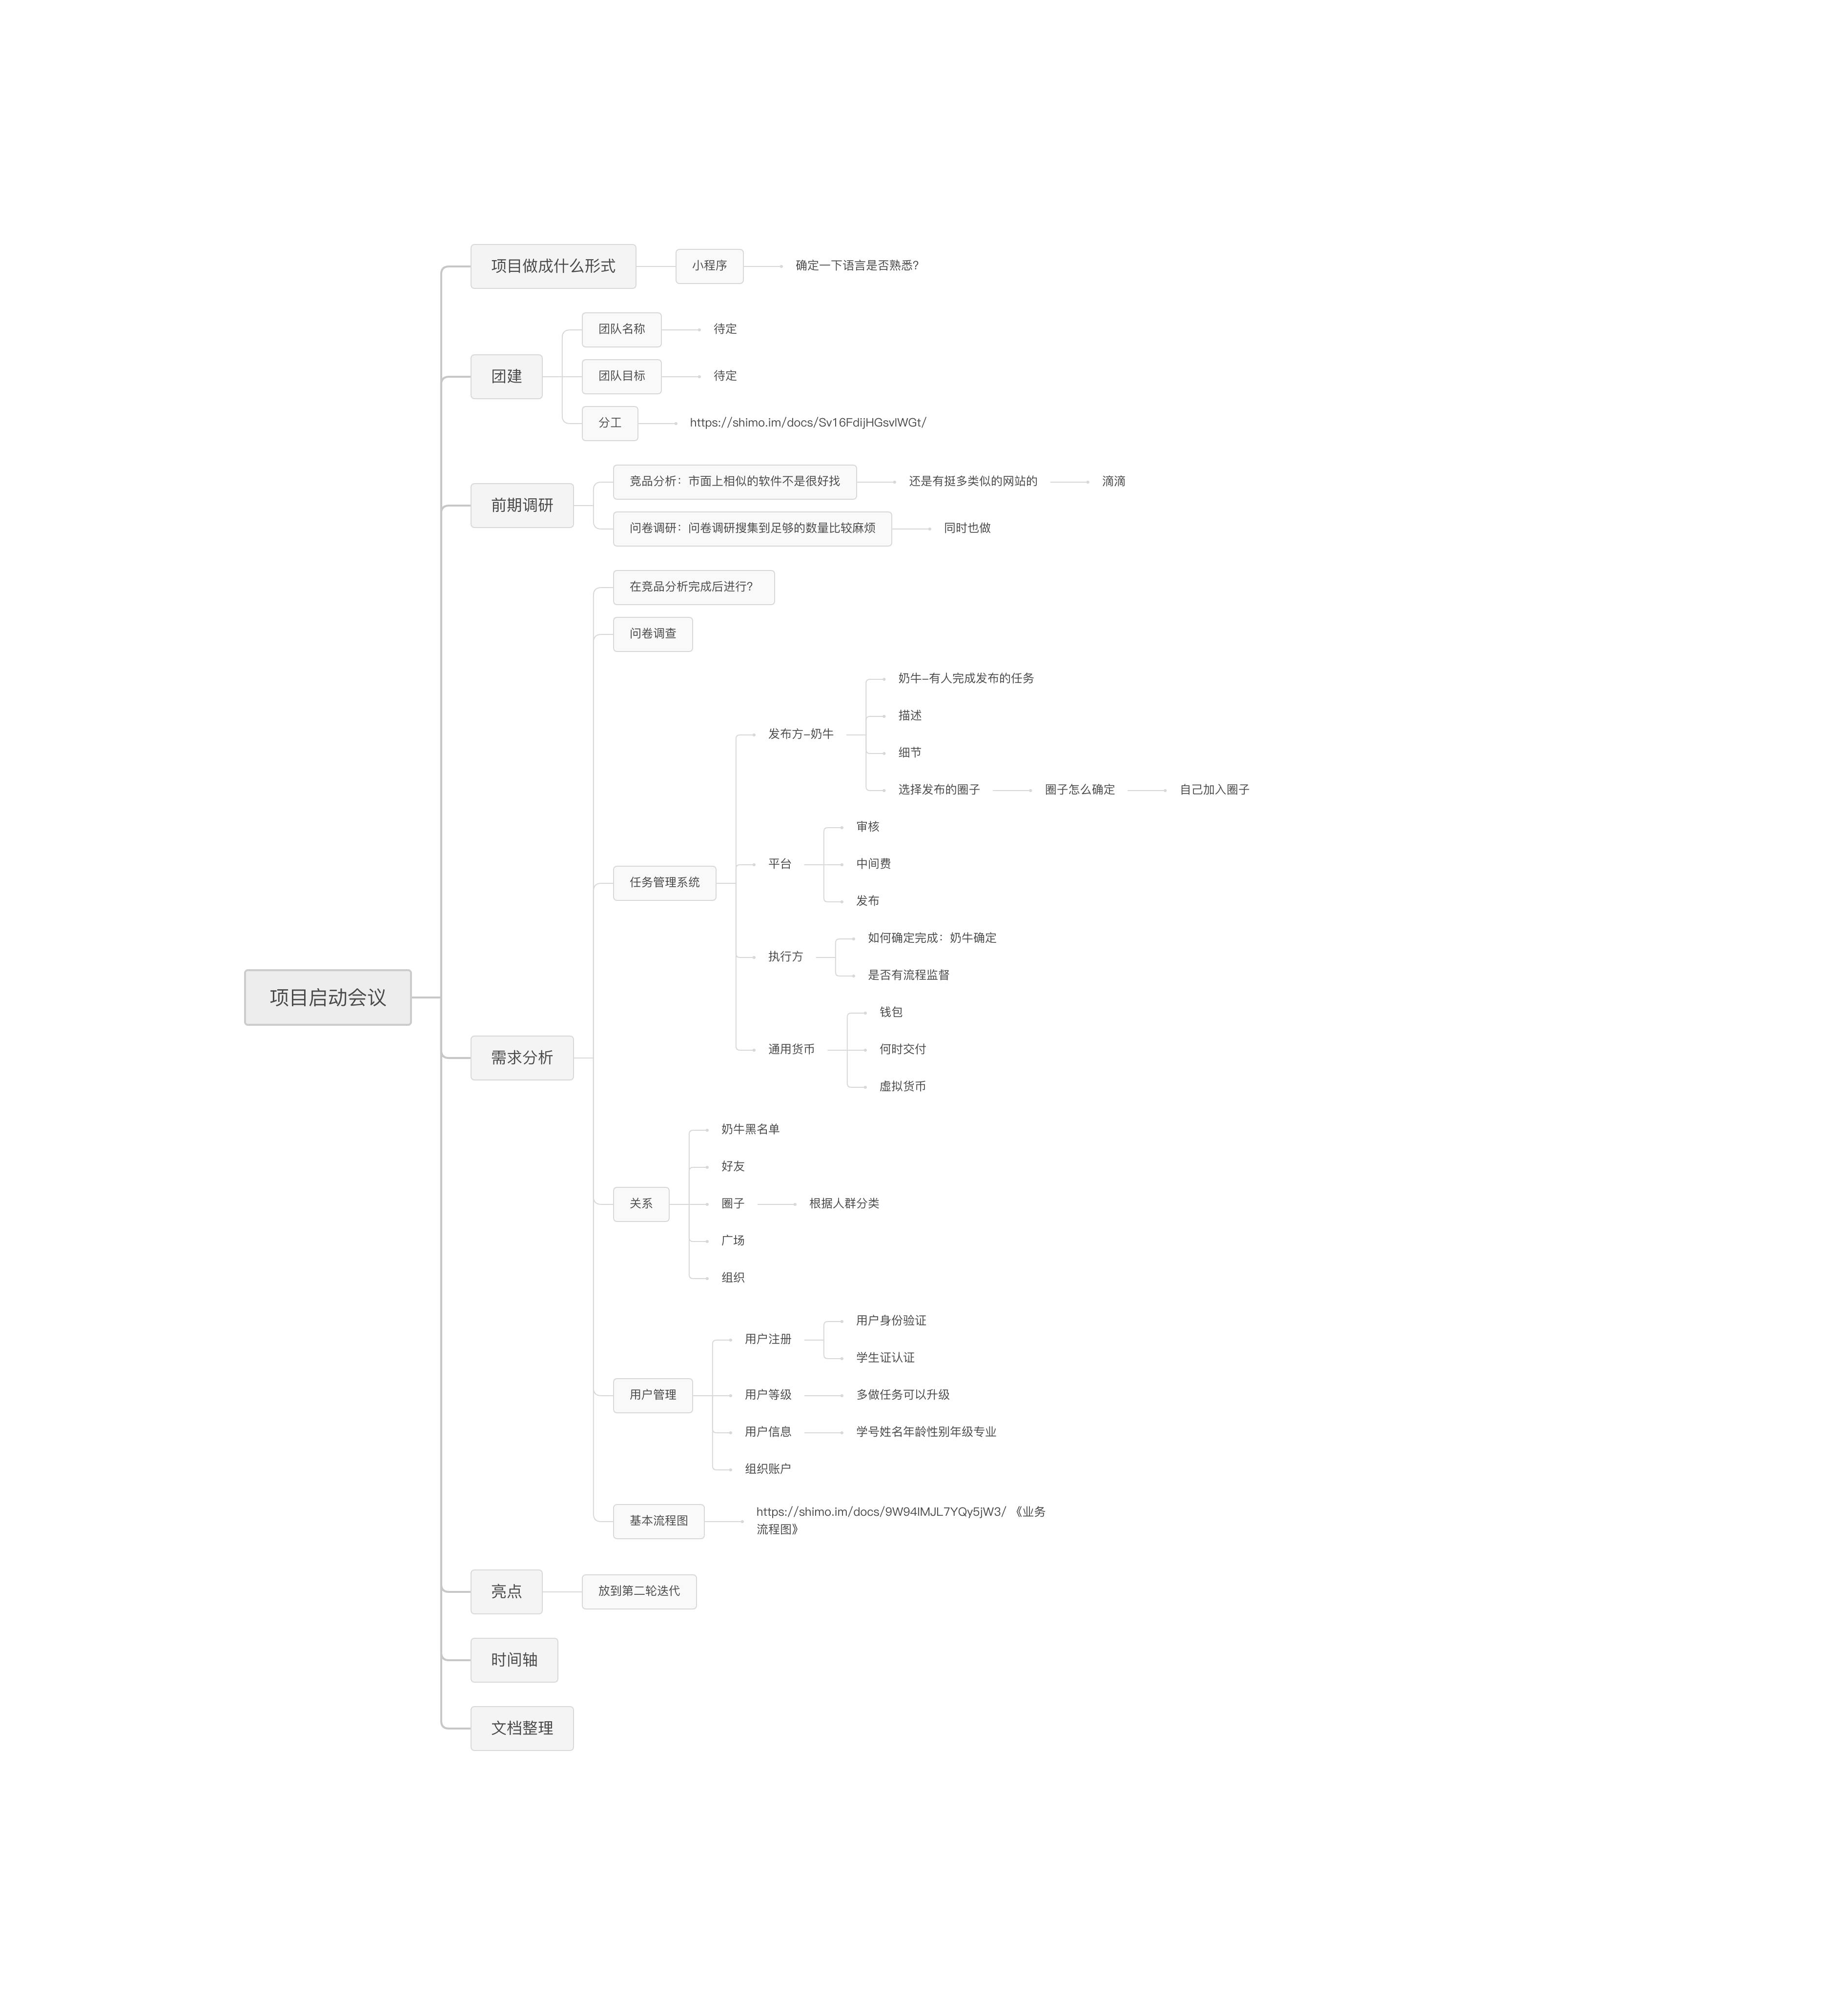 项目做成什么形式
小程序
确定一下语言是否熟悉?
团队名称
待定
团建
团队目标
待定
分工
https://shimo.im/docs/Sv16FdijHGsvIWGt/
前期调研
竞品分析：市面上相似的软件不是很好找
还是有挺多类似的网站的
滴滴
问卷调研：问卷调研搜集到足够的数量比较麻烦
同时也做
项目启动会议
需求分析
在竞品分析完成后进行？
问卷调查
任务管理系统
发布方-奶牛
奶牛-有人完成发布的任务
描述
细节
选择发布的圈子
圈子怎么确定
自己加入圈子
平台
审核
中间费
发布
执行方
如何确定完成：奶牛确定
是否有流程监督
通用货币
钱包
何时交付
虚拟货币
关系
奶牛黑名单
好友
圈子
根据人群分类
广场
组织
用户管理
用户注册
用户身份验证
学生证认证
用户等级
多做任务可以升级
用户信息
学号姓名年龄性别年级专业
组织账户
基本流程图
https://shimo.im/docs/9W94lMJL7YQy5jW3/ 《业务
流程图》
亮点
放到第二轮迭代
时间轴
文档整理